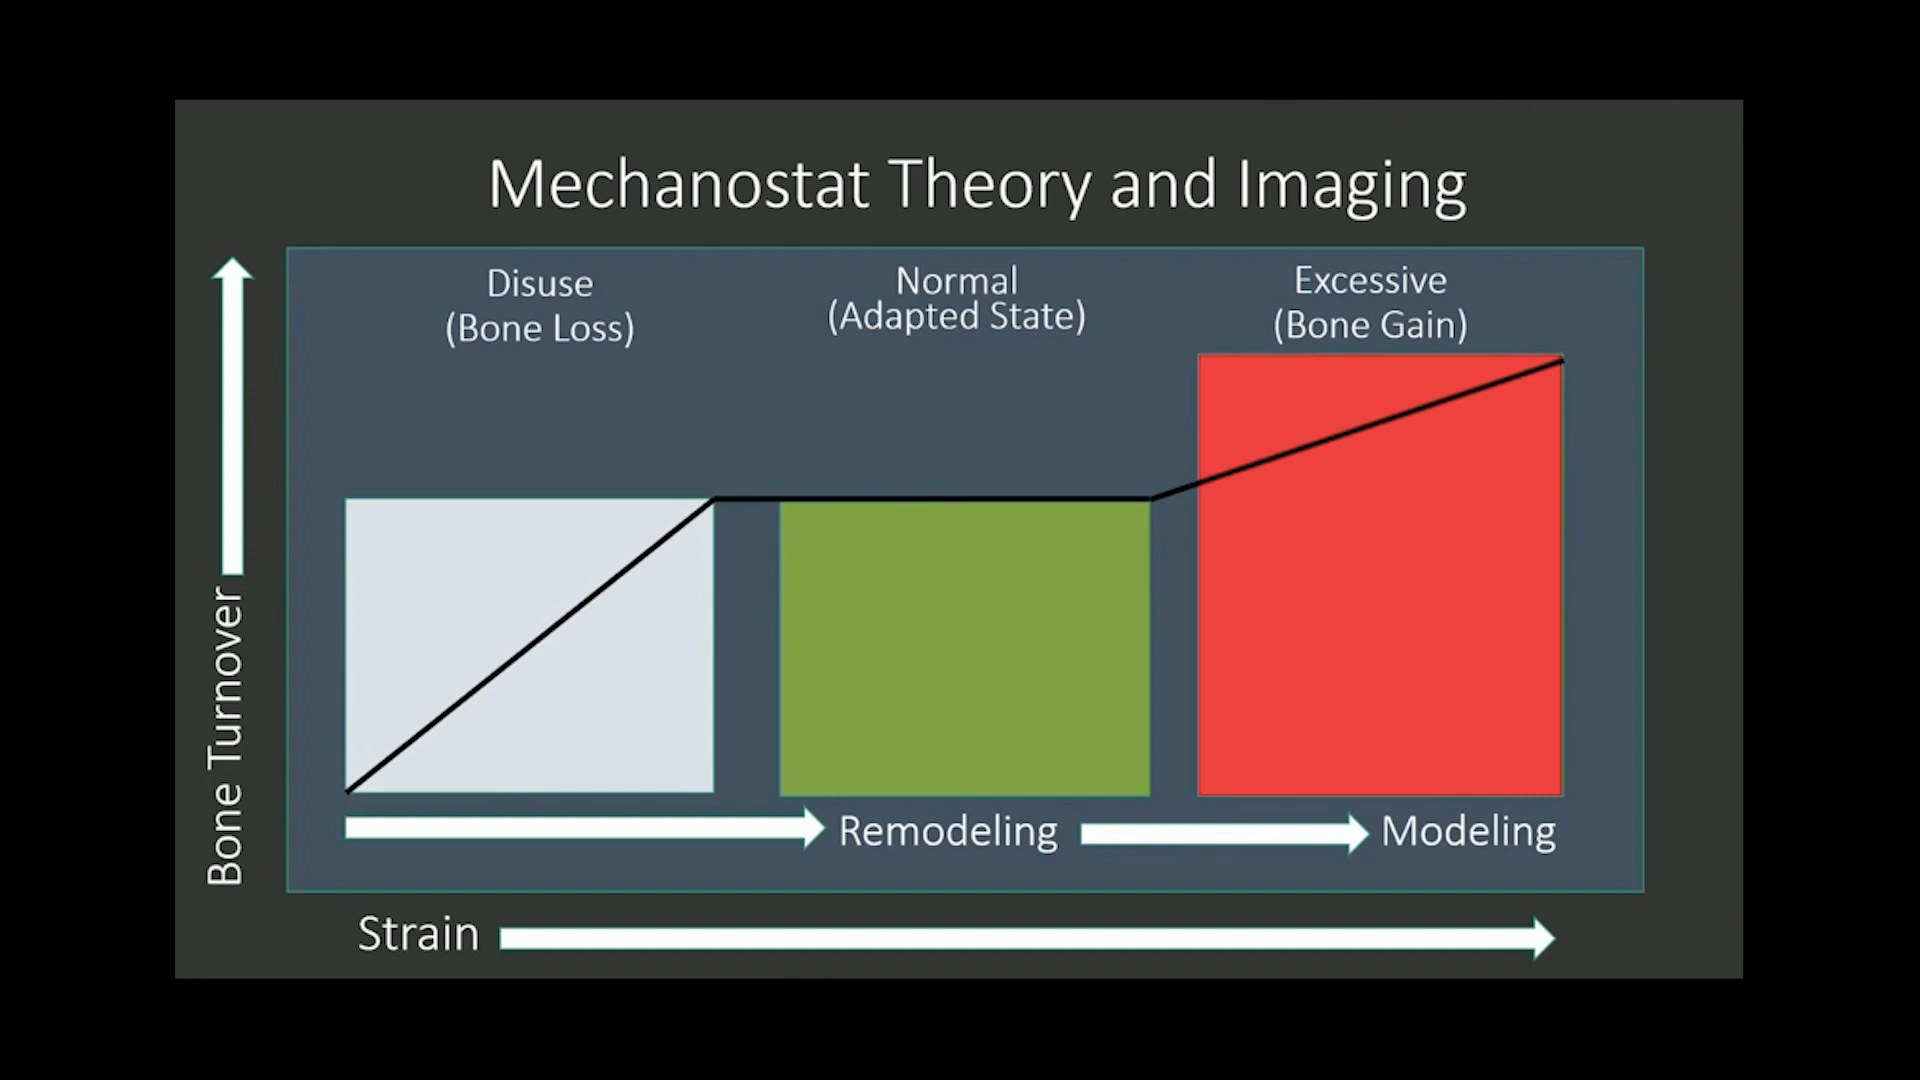 Mechanostat Theory and Imaging
Disuse
(Bone Loss)
Normal
(Adapted State)
Excessive
(Bone Gain)
Bone Turnover
Remodeling
Modeling
Strain